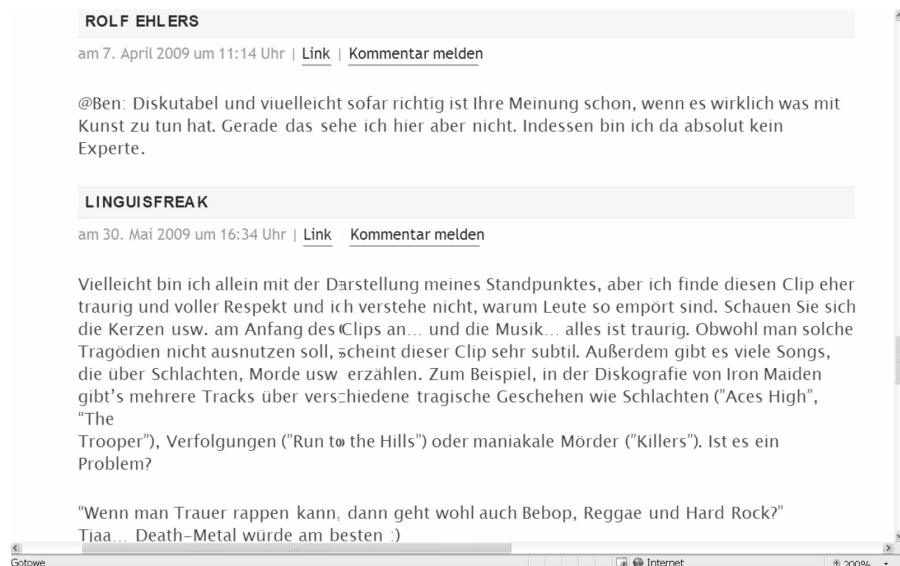 ROLF EHLERS
am 7. April 2009 um 11:14 Uhr | Link | Kommentar melden
@Ben: Diskutabel und viuelleicht sofar richtig ist Ihre Meinung schon, wenn es wirklich was mit
Kunst zu tun hat. Gerade das sehe ich hier aber nicht. Indessen bin ich da absolut kein
Experte.
LINGUISFREAK
am 30. Mai 2009 um 16:34 Uhr | Link Kommentar melden
Vielleicht bin ich allein mit der Darstellung meines Standpunktes, aber ich finde diesen Clip eher
traurig und voller Respekt und ich verstehe nicht, warum Leute so empört sind. Schauen Sie sich
die Kerzen usw. am Anfang des Clips an... und die Musik... alles ist traurig. Obwohl man solche
Tragödien nicht ausnutzen soll, scheint dieser Clip sehr subtil. Außerdem gibt es viele Songs,
die über Schlachten, Morde usw. erzählen. Zum Beispiel, in der Diskografie von Iron Maiden
gibt's mehrere Tracks über verschiedene tragische Geschehen wie Schlachten ("Aces High",
“The
Trooper”), Verfolgungen (”Run to the Hills”) oder maniakale Mörder (”Killers”). Ist es ein
Problem?
“Wenn man Trauer rappen kann, dann geht wohl auch Bebop, Reggae und Hard Rock?”
Tjaa... Death-Metal würde am besten :)
Gotowe Internet 200%